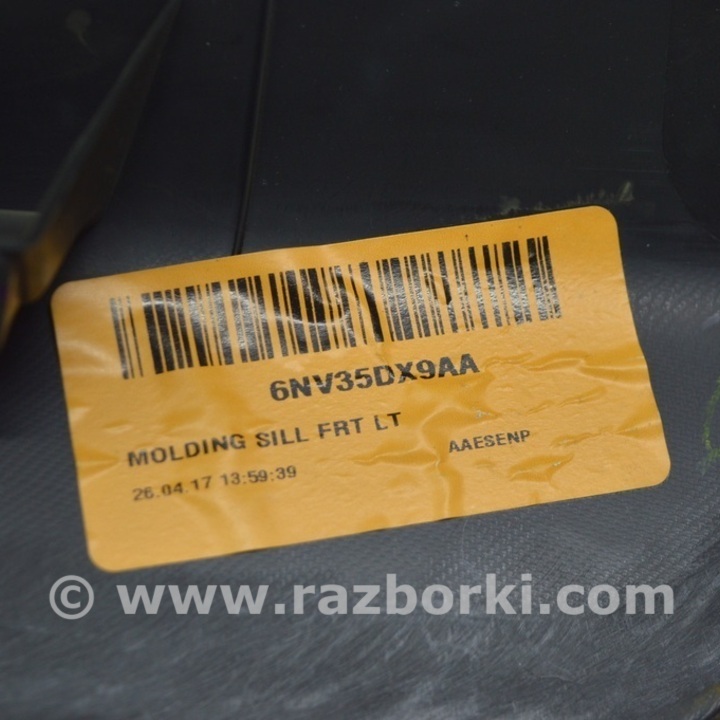 6NV35DX9AA
MOLDING SILL FRT LT
AAESENP
26.04.17 13:59:39
© www.razborki.com